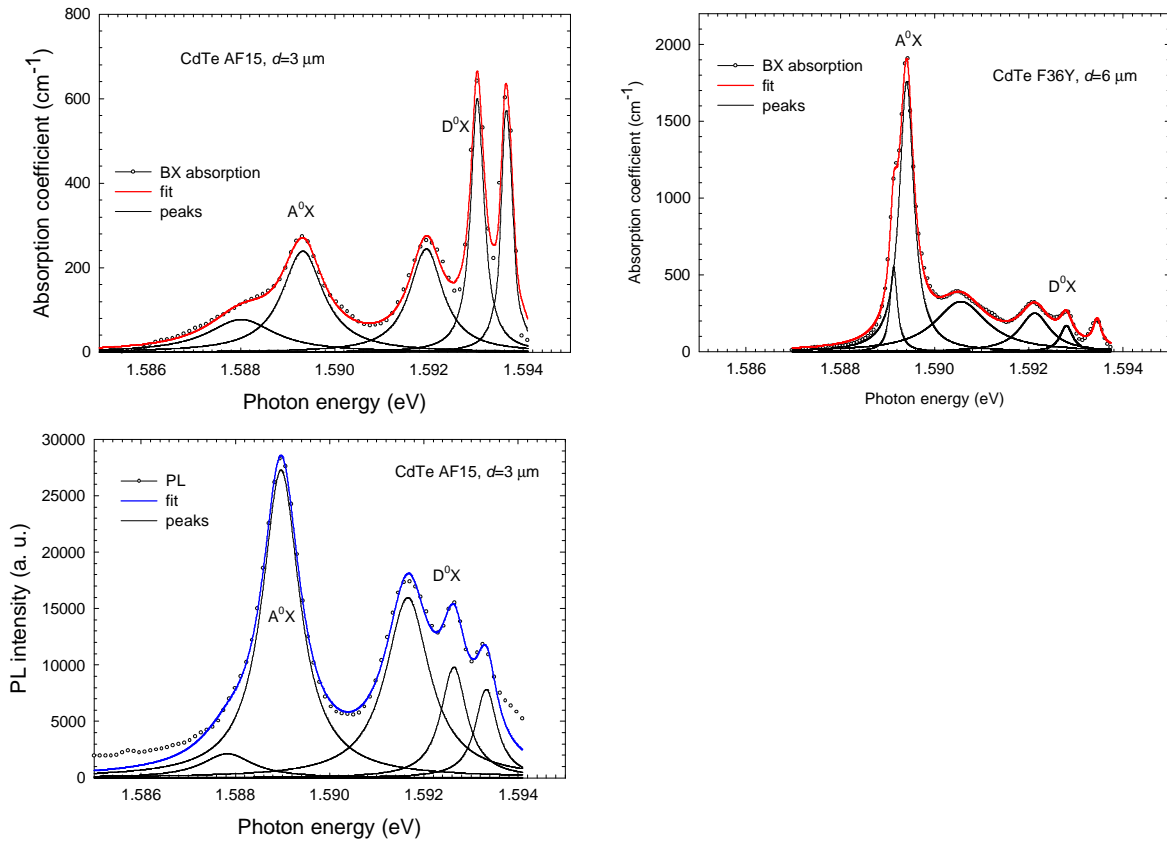 CdTe AF15, d=3 μm
A⁰X
D⁰X
BX absorption
fit
peaks
Absorption coefficient (cm⁻¹)
800
600
400
200
0
1.586 1.588 1.590 1.592 1.594
Photon energy (eV)
A⁰X
BX absorption
fit
peaks
CdTe F36Y, d=6 μm
D⁰X
Absorption coefficient (cm⁻¹)
2000
1500
1000
500
0
1.586 1.588 1.590 1.592 1.594
Photon energy (eV)
CdTe AF15, d=3 μm
PL
fit
peaks
D⁰X
A⁰X
PL intensity (a. u.)
30000
25000
20000
15000
10000
5000
0
1.586 1.588 1.590 1.592 1.594
Photon energy (eV)